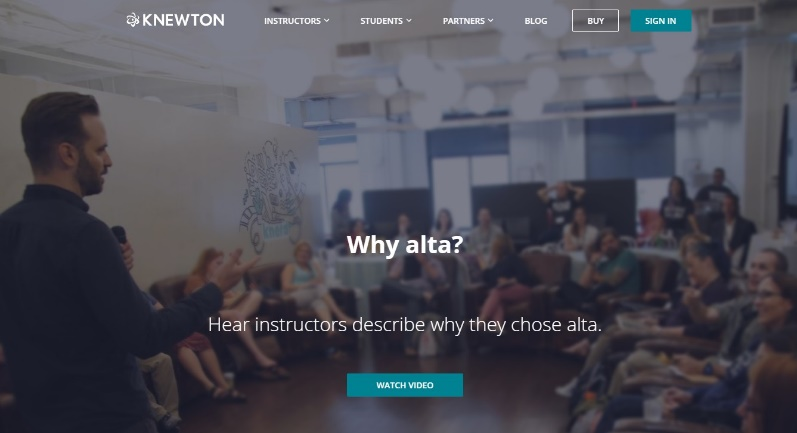 KNEWTON
INSTRUCTORS
STUDENTS
PARTNERS
BLOG
BUY
SIGN IN
Why alta?
Hear instructors describe why they chose alta.
WATCH VIDEO